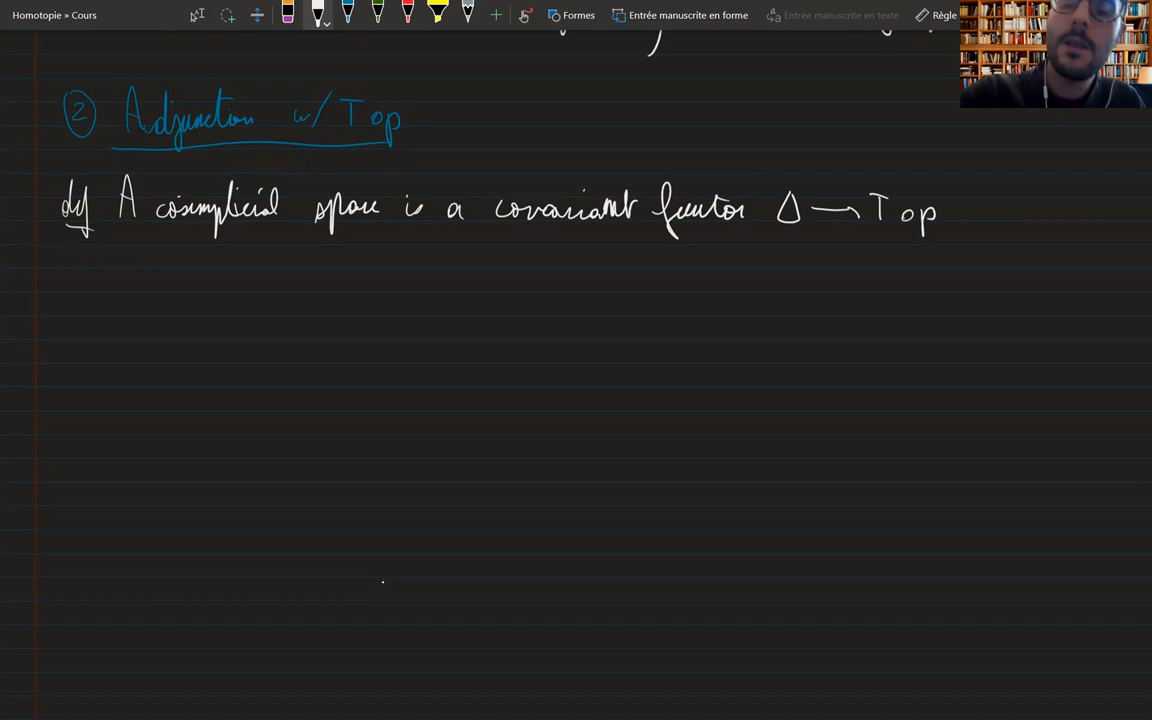 Homotopie » Cours
Formes
Entrée manuscrite en forme
Entrée manuscrite en texte
Règle
② Adjunction w/ Top
def A cosimplicial space is a covariant functor Δ → Top